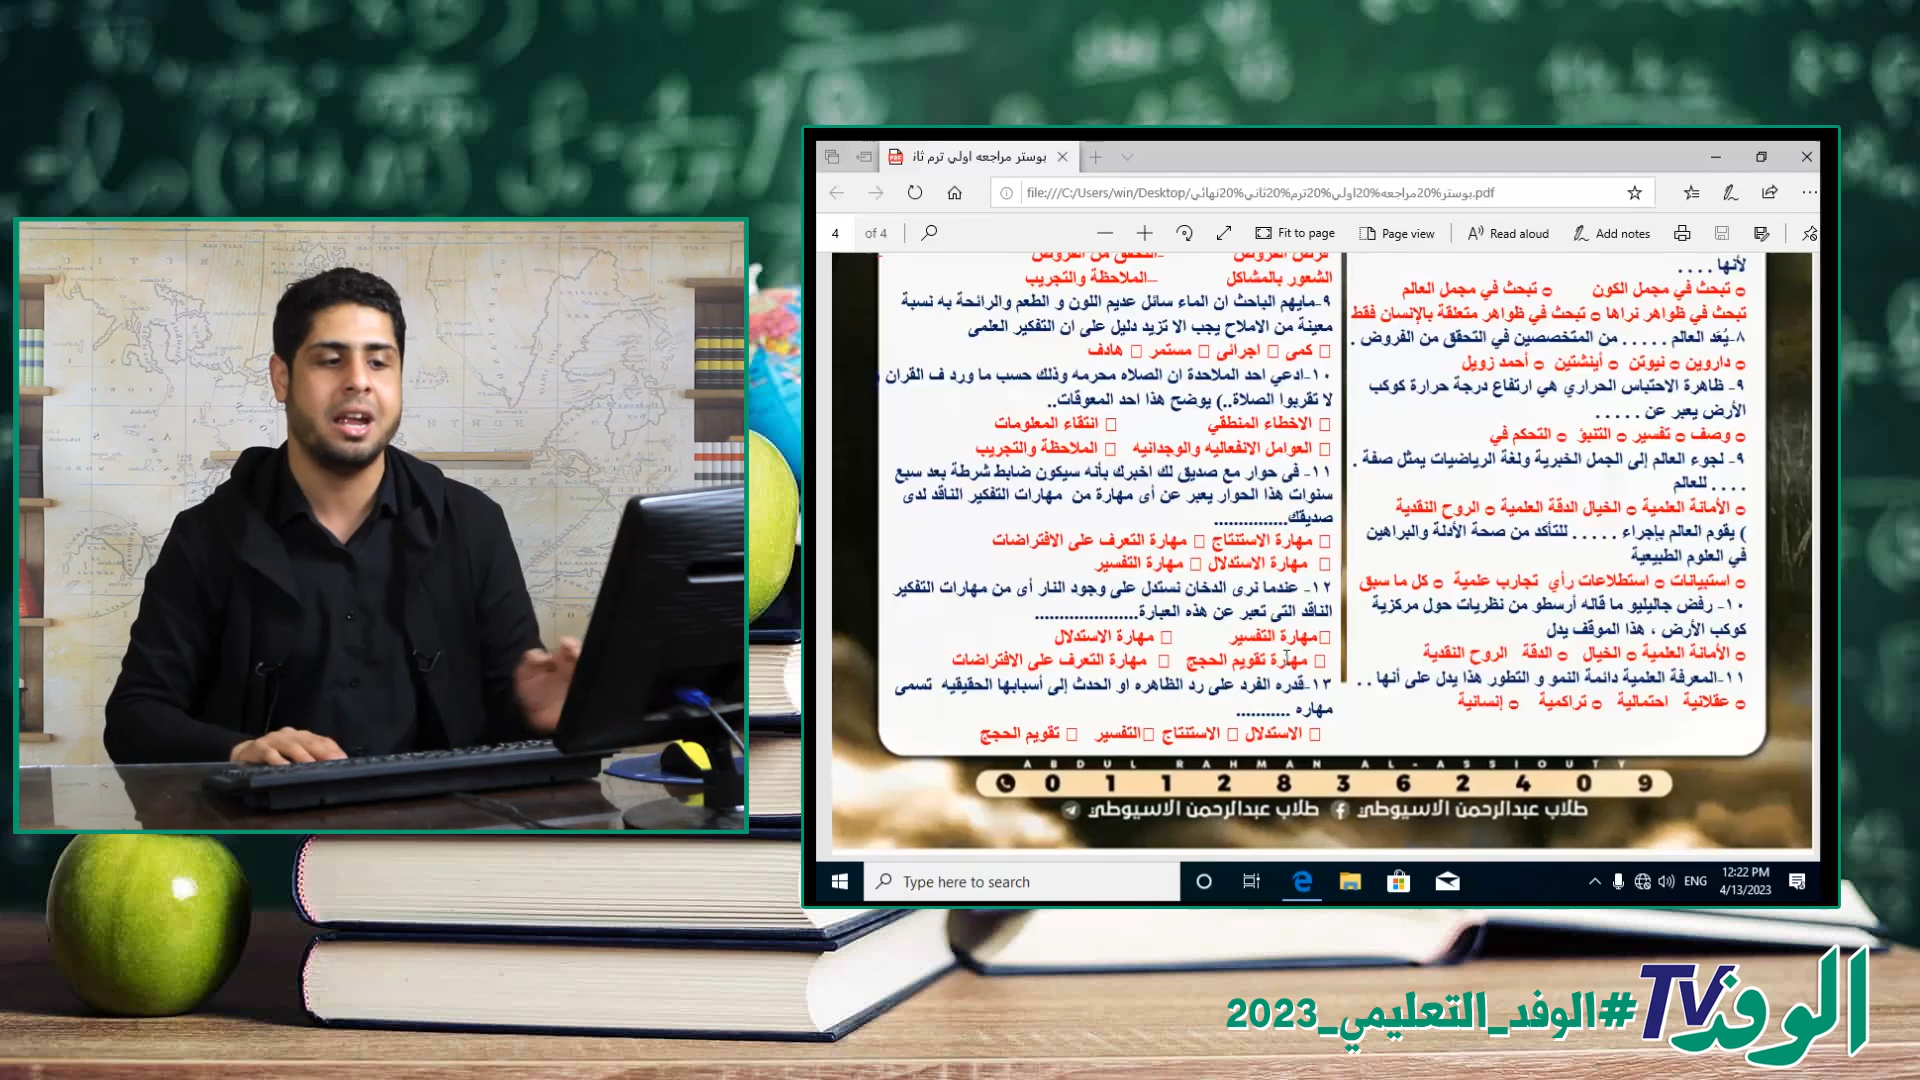 بوستر مراجعه اولي ترم ثان
file:///C:/Users/win/Desktop/بوستر%20مراجعه%20اولي%20ترم%20ثاني%20نهائي.pdf
4 of 4
Fit to page
Page view
Read aloud
Add notes
لأنها . . . .
تبحث في مجمل الكون تبحث في مجمل العالم
تبحث في ظواهر نراها تبحث في ظواهر متعلقة بالإنسان فقط
٨-يُعَد العالم . . . . . من المتخصصين في التحقق من الفروض .
داروين نيوتن أينشتين أحمد زويل
٩- ظاهرة الاحتباس الحراري هي ارتفاع درجة حرارة كوكب
الأرض يعبر عن . . . . .
وصف تفسير التنبؤ التحكم في
٩- لجوء العالم إلى الجمل الخبرية ولغة الرياضيات يمثل صفة .
. . . . للعالم
الأمانة العلمية الخيال الدقة العلمية الروح النقدية
) يقوم العالم بإجراء . . . . . للتأكد من صحة الأدلة والبراهين
في العلوم الطبيعية
استبيانات استطلاعات رأي تجارب علمية كل ما سبق
١٠- رفض جاليليو ما قاله أرسطو من نظريات حول مركزية
كوكب الأرض ، هذا الموقف يدل
الأمانة العلمية الخيال الدقة الروح النقدية
١١-المعرفة العلمية دائمة النمو و التطور هذا يدل على أنها . .
عقلانية احتمالية تراكمية إنسانية
الشعور بالمشاكل –الملاحظة والتجريب
٩-مايهم الباحث ان الماء سائل عديم اللون و الطعم والرائحة به نسبة
معينة من الاملاح يجب الا تزيد دليل على ان التفكير العلمى
كمى اجرائى مستمر هادف
١٠-ادعي احد الملاحدة ان الصلاه محرمه وذلك حسب ما ورد ف القران (
لا تقربوا الصلاة..) يوضح هذا احد المعوقات..
الاخطاء المنطقي انتقاء المعلومات
العوامل الانفعاليه والوجدانيه الملاحظة والتجريب
١١- فى حوار مع صديق لك اخبرك بأنه سيكون ضابط شرطة بعد سبع
سنوات هذا الحوار يعبر عن أى مهارة من مهارات التفكير الناقد لدى
صديقك...............
مهارة الاستنتاج مهارة التعرف على الافتراضات
مهارة الاستدلال مهارة التفسير
١٢- عندما نرى الدخان نستدل على وجود النار أى من مهارات التفكير
الناقد التى تعبر عن هذه العبارة.....................
مهارة التفسير مهارة الاستدلال
مهارة تقويم الحجج مهارة التعرف على الافتراضات
١٣-قدره الفرد على رد الظاهره او الحدث إلى أسبابها الحقيقيه تسمى
مهاره ...........
الاستدلال الاستنتاج التفسير تقويم الحجج
ABDUL RAHMAN AL-ASSIOUTY
01128362409
طلاب عبدالرحمن الاسيوطي طلاب عبدالرحمن الاسيوطي
Type here to search
ENG
12:22 PM
4/13/2023
#الوفد_التعليمي_2023
الوفد TV